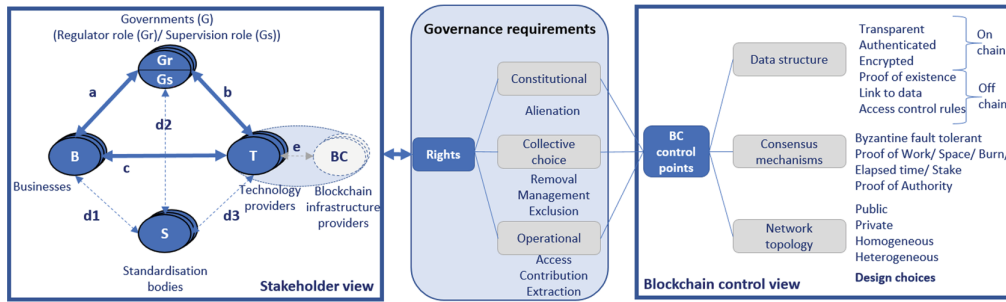 Governments (G)
(Regulator role (Gr)/ Supervision role (Gs))
Gr
Gs
a
b
d2
B
c
T
e
BC
Businesses
Technology
providers
Blockchain
infrastructure
providers
d1
d3
S
Standardisation
bodies
Stakeholder view
Governance requirements
Constitutional
Alienation
Rights
Collective
choice
Removal
Management
Exclusion
Operational
Access
Contribution
Extraction
BC
control
points
Data structure
Transparent
Authenticated
Encrypted
On
chain
Proof of existence
Link to data
Access control rules
Off
chain
Consensus
mechanisms
Byzantine fault tolerant
Proof of Work/ Space/ Burn/
Elapsed time/ Stake
Proof of Authority
Network
topology
Public
Private
Homogeneous
Heterogeneous
Design choices
Blockchain control view